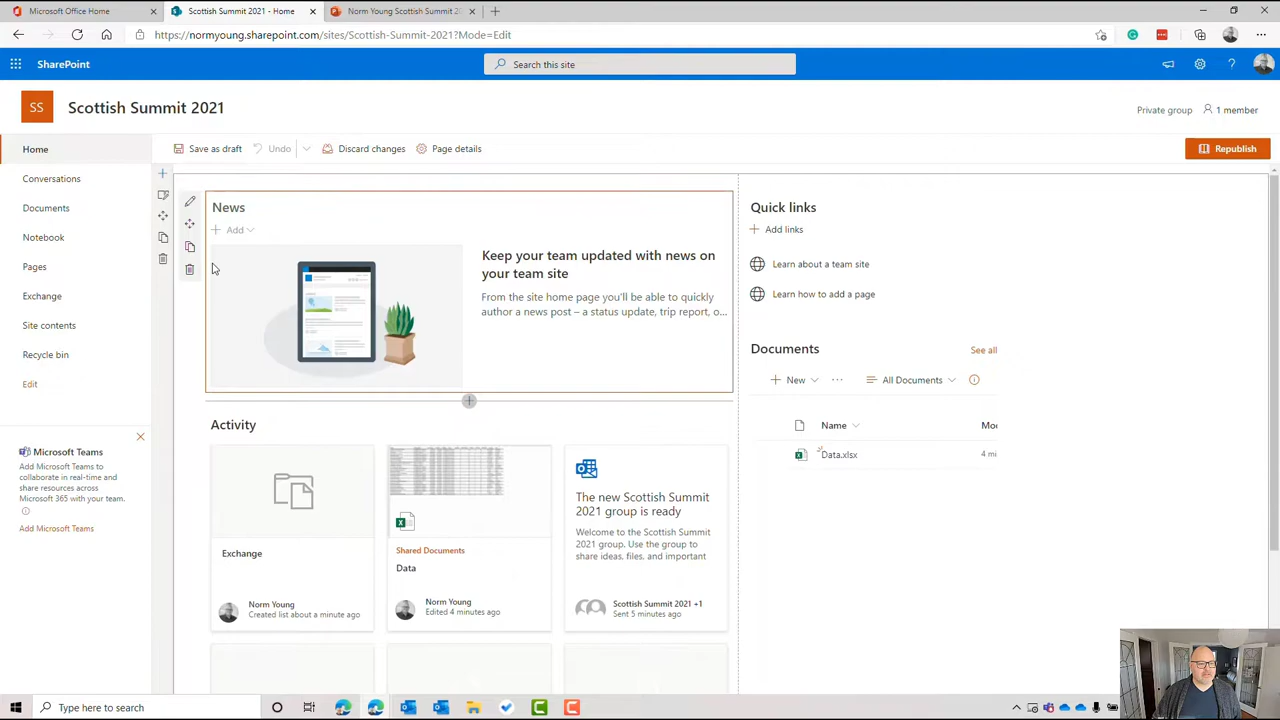 Microsoft Office Home
Scottish Summit 2021 - Home
Norm Young Scottish Summit 20
https://normyoung.sharepoint.com/sites/Scottish-Summit-2021?Mode=Edit
SharePoint
Search this site
SS
Scottish Summit 2021
Private group
1 member
Home
Save as draft
Undo
Discard changes
Page details
Republish
Conversations
Documents
Notebook
Pages
Exchange
Site contents
Recycle bin
Edit
Microsoft Teams
Add Microsoft Teams to
collaborate in real-time and
share resources across
Microsoft 365 with your team.
Add Microsoft Teams
News
Add
Keep your team updated with news on
your team site
From the site home page you'll be able to quickly
author a news post – a status update, trip report, o...
Activity
Exchange
Norm Young
Created list about a minute ago
Shared Documents
Data
Norm Young
Edited 4 minutes ago
The new Scottish Summit
2021 group is ready
Welcome to the Scottish Summit
2021 group. Use the group to
share ideas, files, and important
Scottish Summit 2021 +1
Sent 5 minutes ago
Quick links
Add links
Learn about a team site
Learn how to add a page
Documents
See all
New
All Documents
Name
Mo
Data.xlsx
4 mi
Type here to search